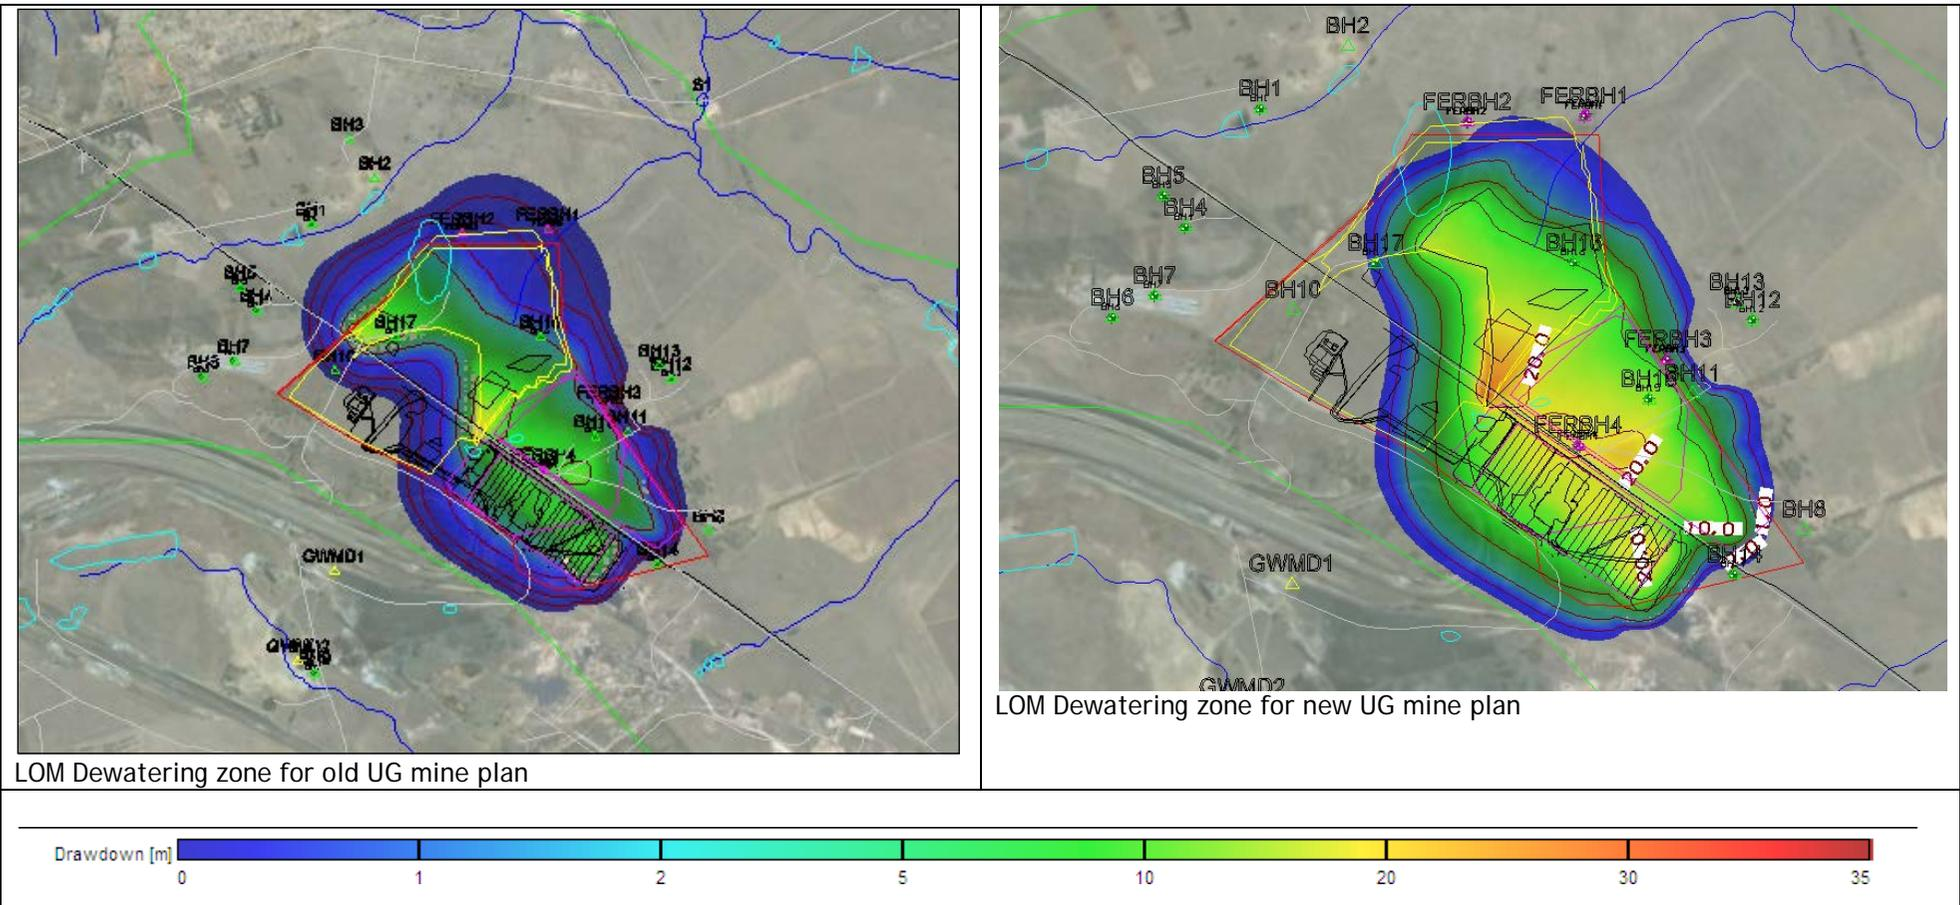 S1
BH3
BH2
BH1
FERBH2
FERBH1
BH5
BH4
BH17
BH7
BH6
BH13
BH12
FERBH3
BH11
GWMD1
LOM Dewatering zone for old UG mine plan
BH2
BH1
FERBH2
FERBH1
BH5
BH4
BH17
BH16
BH7
BH6
BH10
BH13
BH12
FERBH3
20.0
BH11
FERBH4
20.0
BH8
10.0
BH14
GWMD1
GWMD2
LOM Dewatering zone for new UG mine plan
Drawdown [m]
0 1 2 5 10 20 30 35